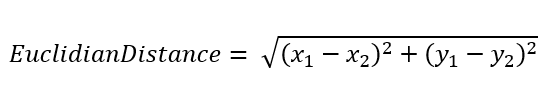 EuclidianDistance = √(x₁ − x₂)² + (y₁ − y₂)²